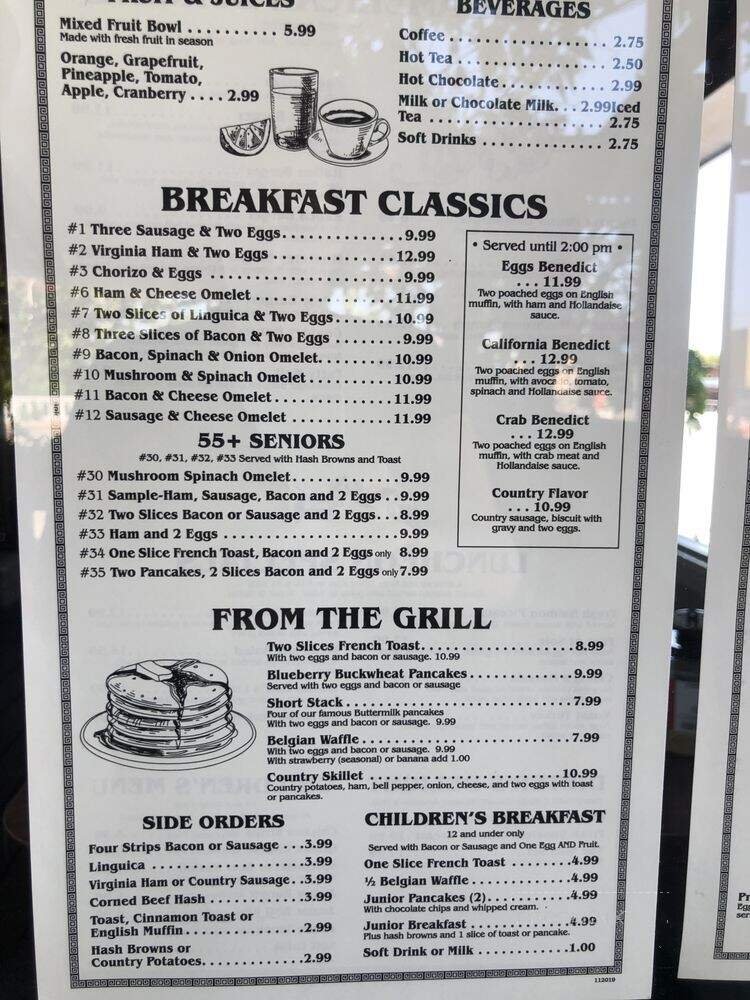 FRUIT & JUICES
Mixed Fruit Bowl .......... 5.99
Made with fresh fruit in season
Orange, Grapefruit,
Pineapple, Tomato,
Apple, Cranberry .... 2.99
BEVERAGES
Coffee .................... 2.75
Hot Tea .................. 2.50
Hot Chocolate ............. 2.99
Milk or Chocolate Milk... 2.99Iced
Tea ....................... 2.75
Soft Drinks ............... 2.75
BREAKFAST CLASSICS
#1 Three Sausage & Two Eggs.............. 9.99
#2 Virginia Ham & Two Eggs .............. 12.99
#3 Chorizo & Eggs ....................... 9.99
#6 Ham & Cheese Omelet .................. 11.99
#7 Two Slices of Linguica & Two Eggs....... 10.99
#8 Three Slices of Bacon & Two Eggs ....... 9.99
#9 Bacon, Spinach & Onion Omelet......... 10.99
#10 Mushroom & Spinach Omelet ........... 10.99
#11 Bacon & Cheese Omelet ............... 11.99
#12 Sausage & Cheese Omelet ............. 11.99
• Served until 2:00 pm •
Eggs Benedict
... 11.99
Two poached eggs on English
muffin, with ham and Hollandaise
sauce.
California Benedict
... 12.99
Two poached eggs on English
muffin, with avocado, tomato,
spinach and Hollandaise sauce.
Crab Benedict
... 12.99
Two poached eggs on English
muffin, with crab meat and
Hollandaise sauce.
Country Flavor
... 10.99
Country sausage, biscuit with
gravy and two eggs.
55+ SENIORS
#30, #31, #32, #33 Served with Hash Browns and Toast
#30 Mushroom Spinach Omelet................ 9.99
#31 Sample-Ham, Sausage, Bacon and 2 Eggs .. 9.99
#32 Two Slices Bacon or Sausage and 2 Eggs... 8.99
#33 Ham and 2 Eggs ........................ 9.99
#34 One Slice French Toast, Bacon and 2 Eggs only 8.99
#35 Two Pancakes, 2 Slices Bacon and 2 Eggs only 7.99
FROM THE GRILL
Two Slices French Toast................... 8.99
With two eggs and bacon or sausage. 10.99
Blueberry Buckwheat Pancakes ............. 9.99
Served with two eggs and bacon or sausage
Short Stack .............................. 7.99
Four of our famous Buttermilk pancakes
With two eggs and bacon or sausage. 9.99
Belgian Waffle ........................... 7.99
With two eggs and bacon or sausage. 9.99
With strawberry (seasonal) or banana add 1.00
Country Skillet .......................... 10.99
Country potatoes, ham, bell pepper, onion, cheese, and two eggs with toast
or pancakes.
SIDE ORDERS
Four Strips Bacon or Sausage ... 3.99
Linguica ....................... 3.99
Virginia Ham or Country Sausage.. 3.99
Corned Beef Hash ............... 3.99
Toast, Cinnamon Toast or
English Muffin .................. 2.99
Hash Browns or
Country Potatoes................ 2.99
CHILDREN'S BREAKFAST
12 and under only
Served with Bacon or Sausage and One Egg AND Fruit.
One Slice French Toast ........ 4.99
½ Belgian Waffle .............. 4.99
Junior Pancakes (2)............ 4.99
With chocolate chips and whipped cream.
Junior Breakfast .............. 4.99
Plus hash browns and 1 slice of toast or pancake.
Soft Drink or Milk ............. 1.00
112019